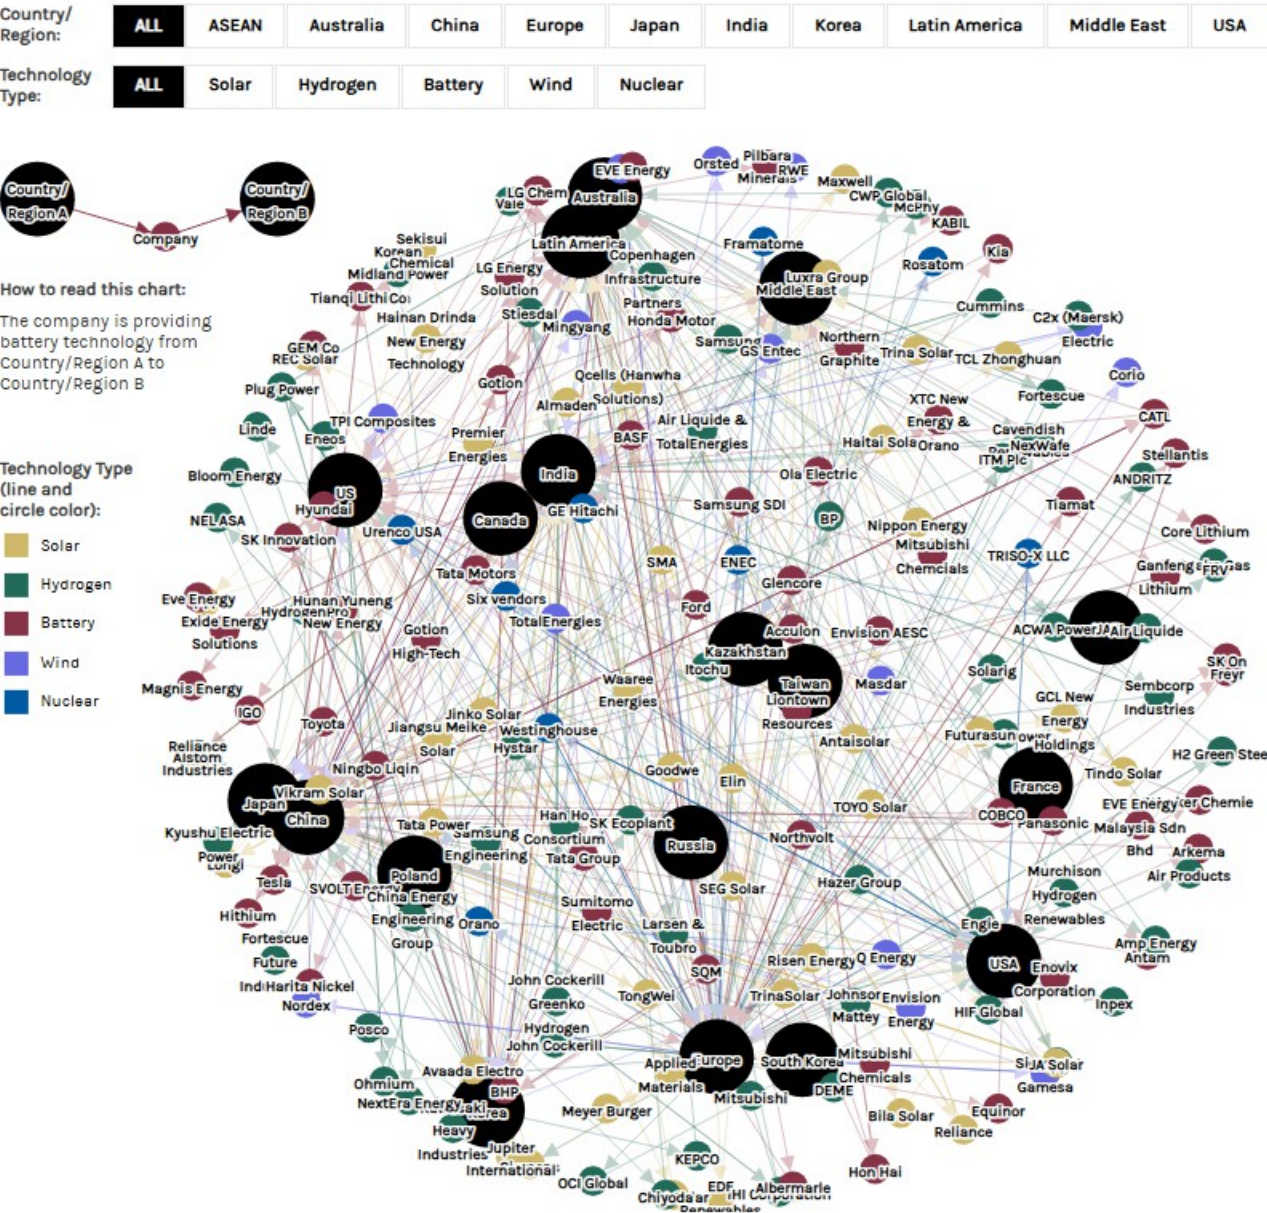 Country/
Region:
ALL
ASEAN
Australia
China
Europe
Japan
India
Korea
Latin America
Middle East
USA
Technology
Type:
ALL
Solar
Hydrogen
Battery
Wind
Nuclear
Country/
Region A
Country/
Region B
Company
How to read this chart:
The company is providing
battery technology from
Country/Region A to
Country/Region B
Technology Type
(line and
circle color):
Solar
Hydrogen
Battery
Wind
Nuclear
EVE Energy
Orsted
Pilbara
Minerals
RWE
Maxwell
LG Chem
Vale
Australia
CWP Global
McPhy
KABIL
Sekisui
Korean
Chemical
Midland Power
Latin America
Copenhagen
Infrastructure
Partners
Framatome
Luxra Group
Middle East
Rosatom
Kia
LG Energy
Solution
Tianqi Lithi
Stiesdal
Mingyang
Honda Motor
Cummins
C2x (Maersk)
Electric
Hainan Drinda
New Energy
Technology
Samsung
GS Entec
Northern
Graphite
Trina Solar
TCL Zhonghuan
GEM Co
REC Solar
Corio
Plug Power
Gotion
Qcells (Hanwha
Solutions)
Almaden
Fortescue
XTC New
Energy &
CATL
Linde
TPI Composites
Eneos
Premier
Energies
BASF
Air Liquide &
TotalEnergies
Haitai Sola
Orano
Cavendish
NexWafe
ITM Plc
Stellantis
Bloom Energy
India
Ola Electric
ANDRITZ
US
Hyundai
Canada
GE Hitachi
Samsung SDI
BP
Tiamat
NEL ASA
SK Innovation
Urenco USA
Nippon Energy
Mitsubishi
Chemcials
Core Lithium
SMA
ENEC
TRISO-X LLC
Ganfeng
Lithium
FRV
Tata Motors
Six vendors
Glencore
Eve Energy
Exide Energy
Solutions
Hunan Yuneng
HydrogenPro
New Energy
Ford
TotalEnergies
Gotion
High-Tech
Acculon
Envision AESC
Kazakhstan
ACWA Power
Air Liquide
Itochu
Taiwan
Liontown
Resources
Masdar
Solarig
SK On
Freyr
Magnis Energy
IGO
Waaree
Energies
Sembcorp
Industries
Toyota
Jinko Solar
Jiangsu Meike
Solar
Westinghouse
Hystar
GCL New
Energy
Holdings
Futurasun
Antaisolar
Reliance
Alstom
Industries
Ningbo Liqin
H2 Green Stee
Goodwe
Elin
France
Tindo Solar
Vikram Solar
Japan
China
TOYO Solar
COBCO
Panasonic
EVE Energy
Malaysia Sdn
Bhd
Kyushu Electric
Power
Longi
Tata Power
Samsung
Engineering
Han Ho
Consortium
SK Ecoplant
Tata Group
Russia
Northvolt
Arkema
Air Products
Tesla
SVOLT Energy
Poland
China Energy
Engineering
Group
SEG Solar
Hazer Group
Murchison
Hydrogen
Renewables
Hithium
Orano
Sumitomo
Electric
Larsen &
Toubro
Engie
Fortescue
Future
Harita Nickel
Nordex
SQM
Risen Energy
Q Energy
USA
Enovix
Corporation
Amp Energy
Antam
John Cockerill
Greenko
Hydrogen
John Cockerill
TongWei
TrinaSolar
Johnson
Mattey
Envision
Energy
HIF Global
Inpex
Posco
Avaada Electro
BHP
Applied
Materials
Europe
South Korea
Mitsubishi
Chemicals
DEME
JA Solar
Gamesa
Ohmium
NextEra Energy
Heavy
Industries
Korea
Jupiter
International
Meyer Burger
Mitsubishi
Bila Solar
Equinor
Reliance
OCI Global
KEPCO
Hon Hai
Chiyoda
EDF
Renewables
IHI Corporation
Albermarle